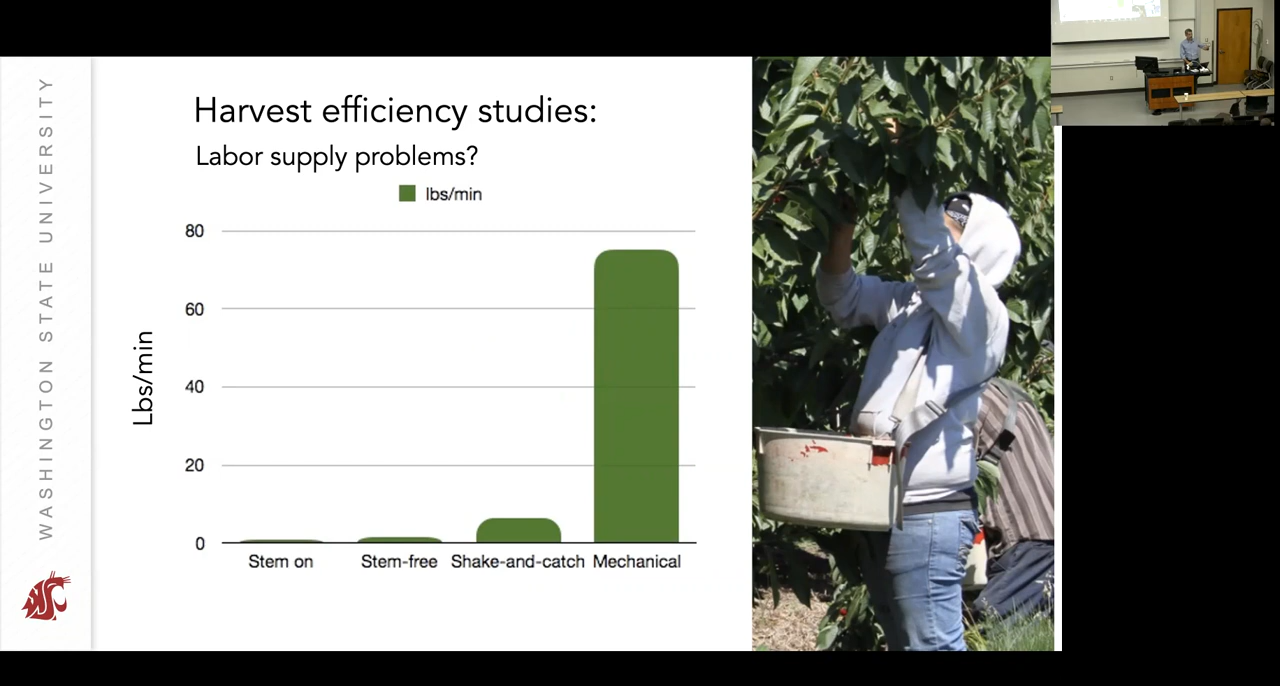 WASHINGTON STATE UNIVERSITY
Harvest efficiency studies:
Labor supply problems?
lbs/min
Lbs/min
80
60
40
20
0
Stem on
Stem-free
Shake-and-catch
Mechanical